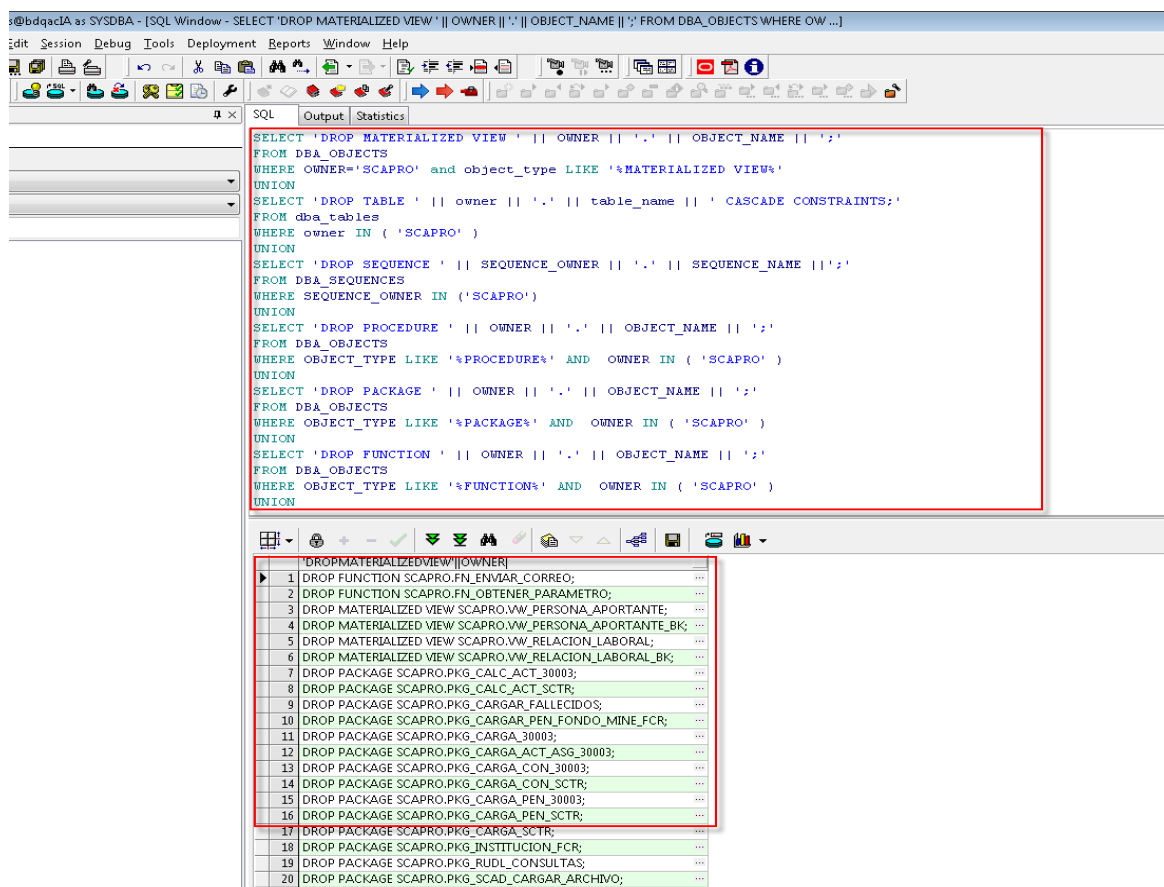 s@bdqacIA as SYSDBA - [SQL Window - SELECT 'DROP MATERIALIZED VIEW ' || OWNER || '.' || OBJECT_NAME || ';' FROM DBA_OBJECTS WHERE OW ...]
Edit Session Debug Tools Deployment Reports Window Help
SQL Output Statistics
SELECT 'DROP MATERIALIZED VIEW ' || OWNER || '.' || OBJECT_NAME || ';'
FROM DBA_OBJECTS
WHERE OWNER='SCAPRO' and object_type LIKE '%MATERIALIZED VIEW%'
UNION
SELECT 'DROP TABLE ' || owner || '.' || table_name || ' CASCADE CONSTRAINTS;'
FROM dba_tables
WHERE owner IN ( 'SCAPRO' )
UNION
SELECT 'DROP SEQUENCE ' || SEQUENCE_OWNER || '.' || SEQUENCE_NAME ||';'
FROM DBA_SEQUENCES
WHERE SEQUENCE_OWNER IN ('SCAPRO')
UNION
SELECT 'DROP PROCEDURE ' || OWNER || '.' || OBJECT_NAME || ';'
FROM DBA_OBJECTS
WHERE OBJECT_TYPE LIKE '%PROCEDURE%' AND  OWNER IN ( 'SCAPRO' )
UNION
SELECT 'DROP PACKAGE ' || OWNER || '.' || OBJECT_NAME || ';'
FROM DBA_OBJECTS
WHERE OBJECT_TYPE LIKE '%PACKAGE%' AND  OWNER IN ( 'SCAPRO' )
UNION
SELECT 'DROP FUNCTION ' || OWNER || '.' || OBJECT_NAME || ';'
FROM DBA_OBJECTS
WHERE OBJECT_TYPE LIKE '%FUNCTION%' AND  OWNER IN ( 'SCAPRO' )
UNION
'DROPMATERIALIZEDVIEW'||OWNER|
1 DROP FUNCTION SCAPRO.FN_ENVIAR_CORREO; ...
2 DROP FUNCTION SCAPRO.FN_OBTENER_PARAMETRO; ...
3 DROP MATERIALIZED VIEW SCAPRO.VW_PERSONA_APORTANTE; ...
4 DROP MATERIALIZED VIEW SCAPRO.VW_PERSONA_APORTANTE_BK; ...
5 DROP MATERIALIZED VIEW SCAPRO.VW_RELACION_LABORAL; ...
6 DROP MATERIALIZED VIEW SCAPRO.VW_RELACION_LABORAL_BK; ...
7 DROP PACKAGE SCAPRO.PKG_CALC_ACT_30003; ...
8 DROP PACKAGE SCAPRO.PKG_CALC_ACT_SCTR; ...
9 DROP PACKAGE SCAPRO.PKG_CARGAR_FALLECIDOS; ...
10 DROP PACKAGE SCAPRO.PKG_CARGAR_PEN_FONDO_MINE_FCR; ...
11 DROP PACKAGE SCAPRO.PKG_CARGA_30003; ...
12 DROP PACKAGE SCAPRO.PKG_CARGA_ACT_ASG_30003; ...
13 DROP PACKAGE SCAPRO.PKG_CARGA_CON_30003; ...
14 DROP PACKAGE SCAPRO.PKG_CARGA_CON_SCTR; ...
15 DROP PACKAGE SCAPRO.PKG_CARGA_PEN_30003; ...
16 DROP PACKAGE SCAPRO.PKG_CARGA_PEN_SCTR; ...
17 DROP PACKAGE SCAPRO.PKG_CARGA_SCTR; ...
18 DROP PACKAGE SCAPRO.PKG_INSTITUCION_FCR; ...
19 DROP PACKAGE SCAPRO.PKG_RUDL_CONSULTAS; ...
20 DROP PACKAGE SCAPRO.PKG_SCAD_CARGAR_ARCHIVO; ...